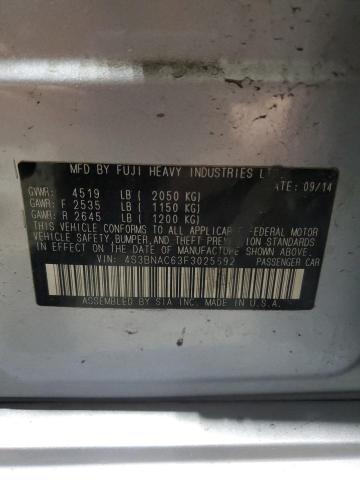 MFD BY FUJI HEAVY INDUSTRIES LT
DATE: 09/14
GVWR: 4519 LB ( 2050 KG)
GAWR: F 2535 LB ( 1150 KG)
GAWR: R 2645 LB ( 1200 KG)
THIS VEHICLE CONFORMS TO ALL APPLICABLE FEDERAL MOTOR
VEHICLE SAFETY, BUMPER, AND THEFT PREVENTION STANDARDS
IN EFFECT ON THE DATE OF MANUFACTURE SHOWN ABOVE.
VIN: 4S3BNAC63F3025592 PASSENGER CAR
ASSEMBLED BY SIA INC. MADE IN U.S.A.